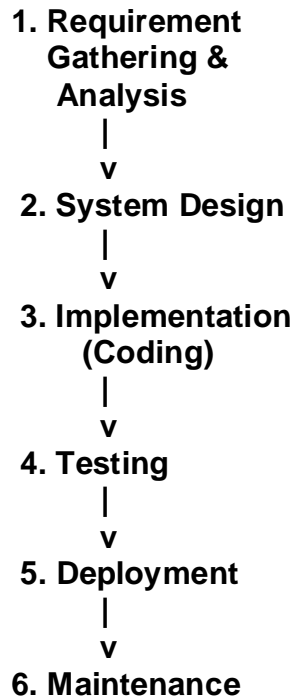 1. Requirement
Gathering &
Analysis
|
v
2. System Design
|
v
3. Implementation
(Coding)
|
v
4. Testing
|
v
5. Deployment
|
v
6. Maintenance